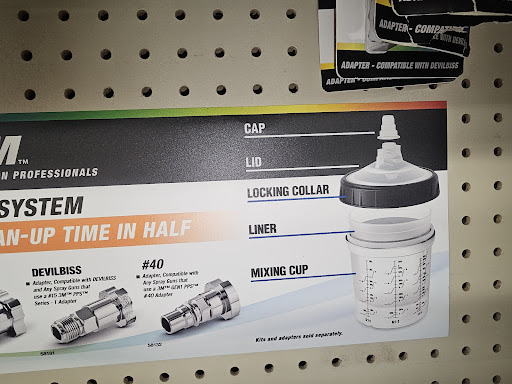 ADAPTER - COMPA
ADAPTER - COMPATIBLE WITH DEVILBISS
M™
N PROFESSIONALS
SYSTEM
AN-UP TIME IN HALF
CAP
LID
LOCKING COLLAR
LINER
MIXING CUP
DEVILBISS
Adapter, Compatible with DEVILBISS
and Any Spray Guns that
use a #15 3M™ PPS™
Series - 1 Adapter
#40
Adapter, Compatible with
Any Spray Guns that
use a 3M™ GEN1 PPS™
#40 Adapter
Kits and adapters sold separately.